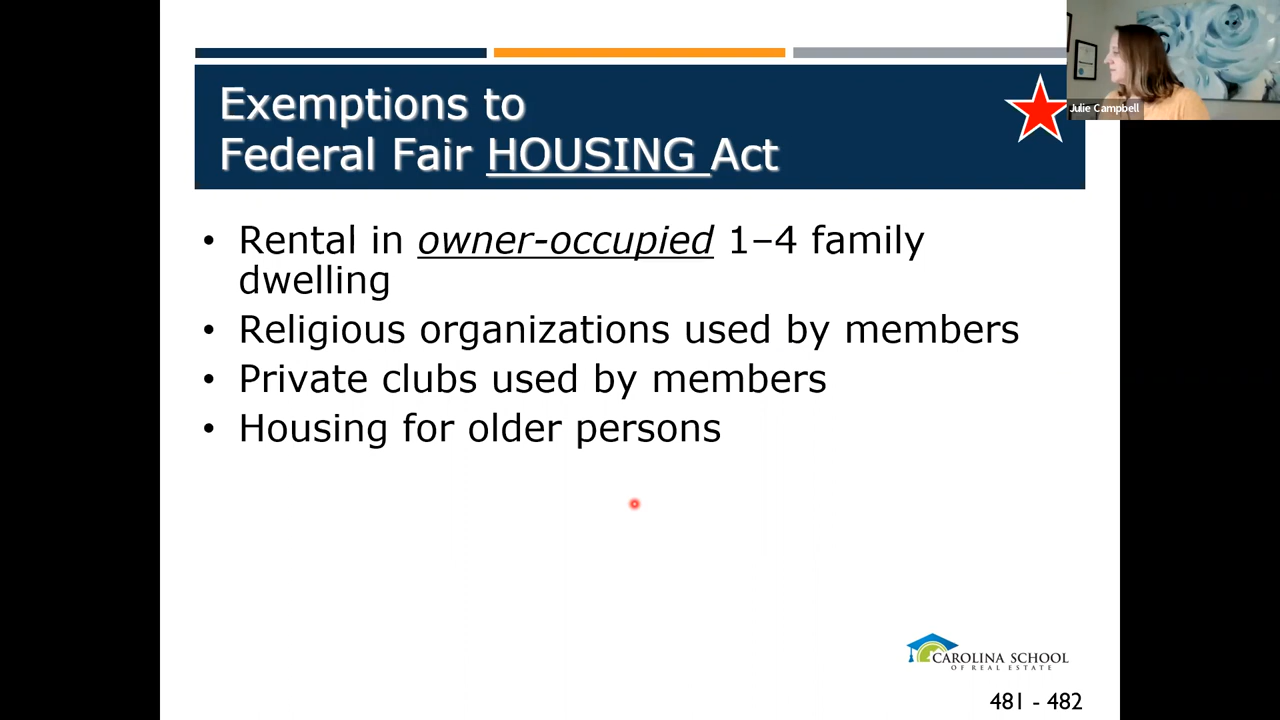 Exemptions to
Federal Fair HOUSING Act
Julie Campbell
• Rental in owner-occupied 1–4 family
dwelling
• Religious organizations used by members
• Private clubs used by members
• Housing for older persons
CAROLINA SCHOOL
OF REAL ESTATE
481 - 482